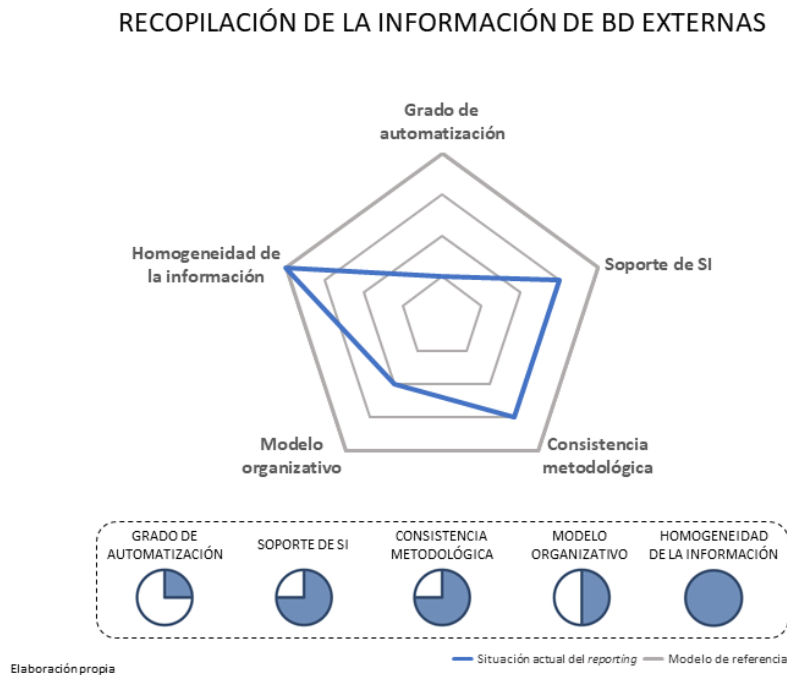 RECOPILACIÓN DE LA INFORMACIÓN DE BD EXTERNAS
Grado de
automatización
Homogeneidad de
la información
Soporte de SI
Modelo
organizativo
Consistencia
metodológica
GRADO DE
AUTOMATIZACIÓN
SOPORTE DE SI
CONSISTENCIA
METODOLÓGICA
MODELO
ORGANIZATIVO
HOMOGENEIDAD
DE LA INFORMACIÓN
Situación actual del reporting
Modelo de referencia
Elaboración propia